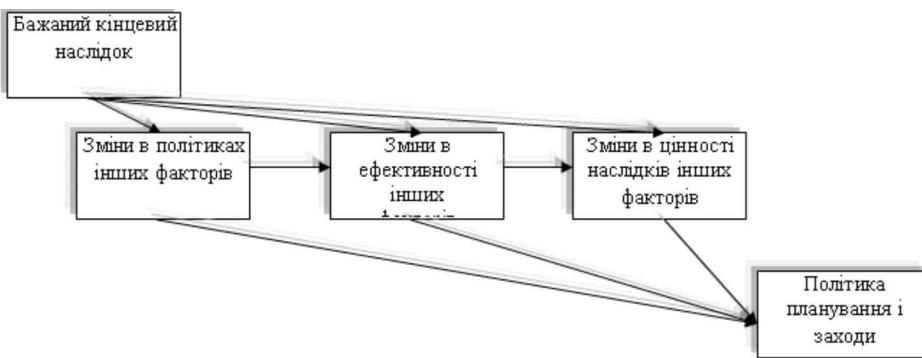 Бажаний кінцевий
наслідок
Зміни в політиках
інших факторів
Зміни в
ефективності
інших
Зміни в цінності
наслідків інших
факторів
Політика
планування і
заходи